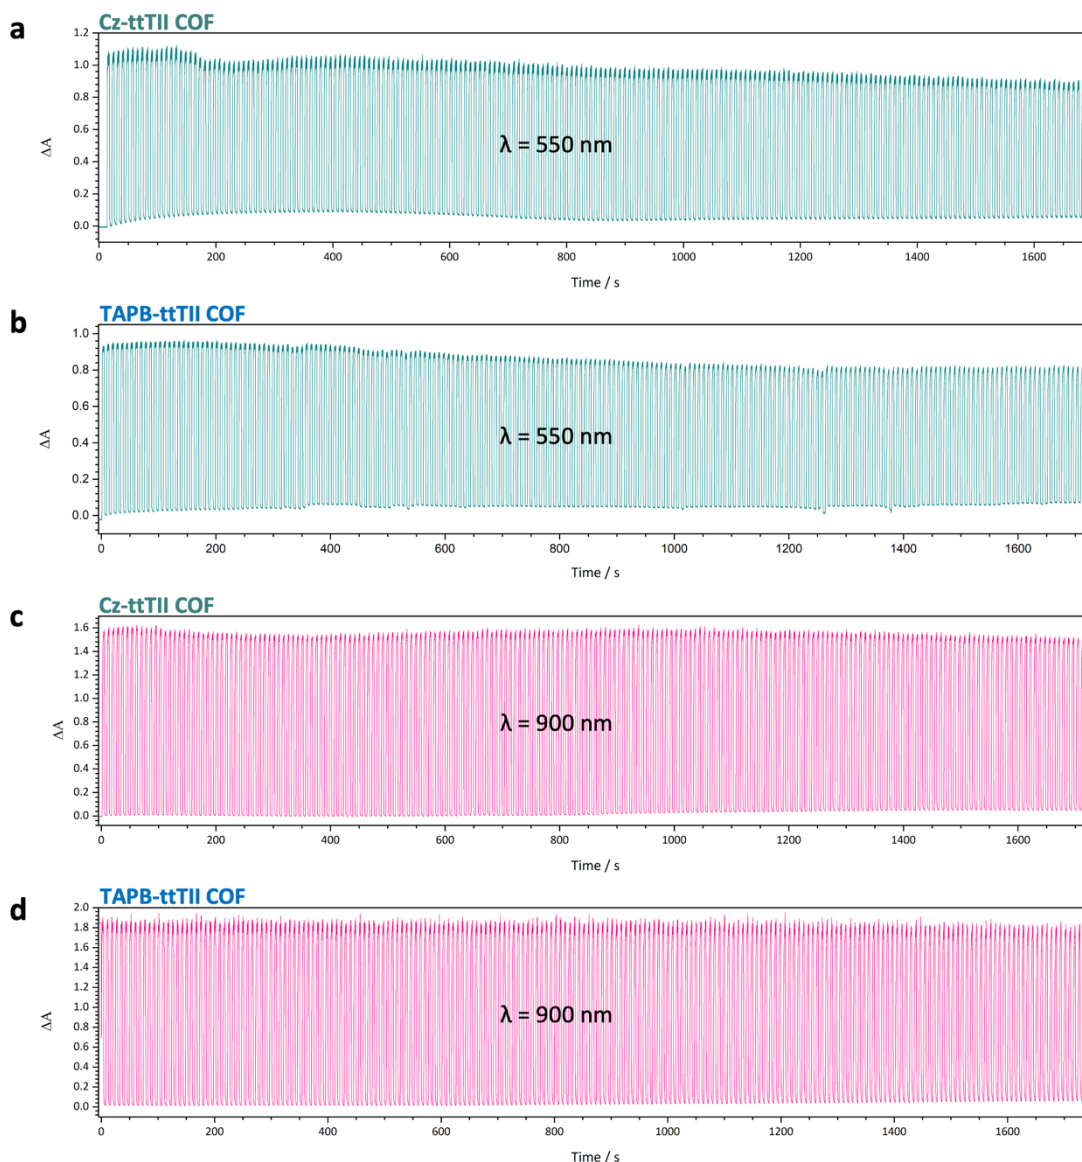 a
Cz-ttTII COF
1.2
1.0
0.8
0.6
0.4
0.2
0.0
ΔA
λ = 550 nm
0 200 400 600 800 1000 1200 1400 1600
Time / s
b
TAPB-ttTII COF
1.0
0.8
0.6
0.4
0.2
0.0
ΔA
λ = 550 nm
0 200 400 600 800 1000 1200 1400 1600
Time / s
c
Cz-ttTII COF
1.6
1.4
1.2
1.0
0.8
0.6
0.4
0.2
0.0
ΔA
λ = 900 nm
0 200 400 600 800 1000 1200 1400 1600
Time / s
d
TAPB-ttTII COF
2.0
1.8
1.6
1.4
1.2
1.0
0.8
0.6
0.4
0.2
0.0
ΔA
λ = 900 nm
0 200 400 600 800 1000 1200 1400 1600
Time / s